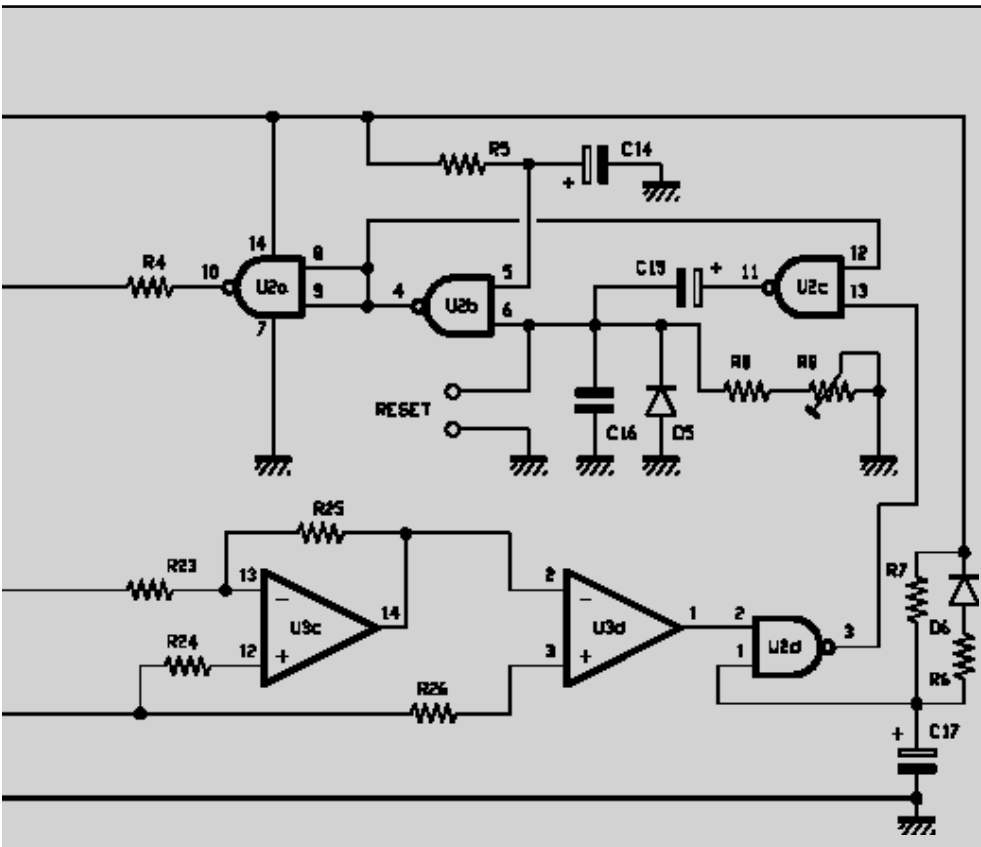 R5
C14
+
14
8
12
R4
10
U2a
9
4
5
C15
+
11
U2c
U2b
13
7
6
R8
R9
RESET
C16
D5
R25
R23
13
2
R7
−
−
14
U3c
U3d
1
2
3
R24
D6
12
+
3
+
1
U2d
R6
R26
+
C17